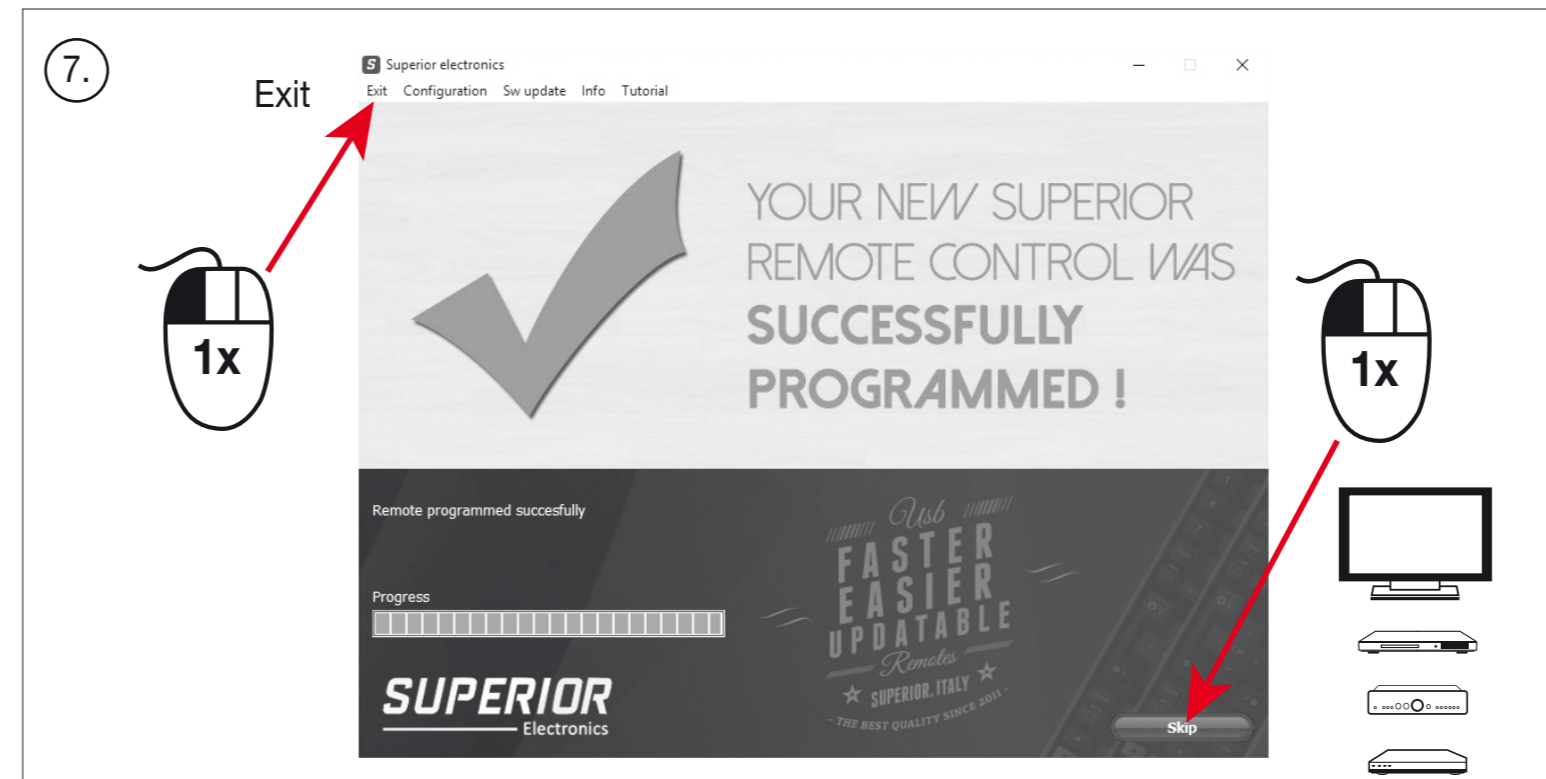 7.
Exit
S Superior electronics
Exit Configuration Sw update Info Tutorial
YOUR NEW SUPERIOR
REMOTE CONTROL WAS
SUCCESSFULLY
PROGRAMMED !
1x
1x
Remote programmed succesfully
Progress
Usb
FASTER
EASIER
UPDATABLE
Remotes
SUPERIOR. ITALY
- THE BEST QUALITY SINCE 2011 -
SUPERIOR
Electronics
Skip